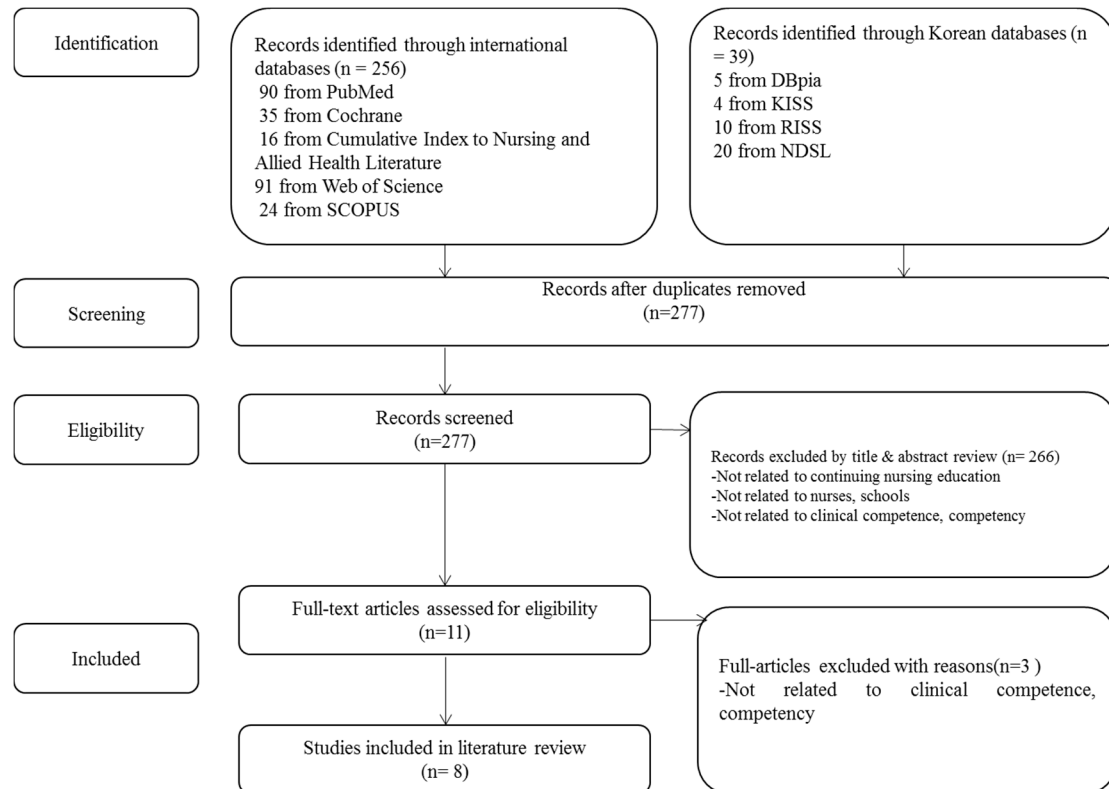 Identification
Records identified through international
databases (n = 256)
90 from PubMed
35 from Cochrane
16 from Cumulative Index to Nursing and
Allied Health Literature
91 from Web of Science
24 from SCOPUS
Records identified through Korean databases (n
= 39)
5 from DBpia
4 from KISS
10 from RISS
20 from NDSL
Screening
Records after duplicates removed
(n=277)
Eligibility
Records screened
(n=277)
Records excluded by title & abstract review (n= 266)
-Not related to continuing nursing education
-Not related to nurses, schools
-Not related to clinical competence, competency
Included
Full-text articles assessed for eligibility
(n=11)
Full-articles excluded with reasons(n=3 )
-Not related to clinical competence,
competency
Studies included in literature review
(n= 8)